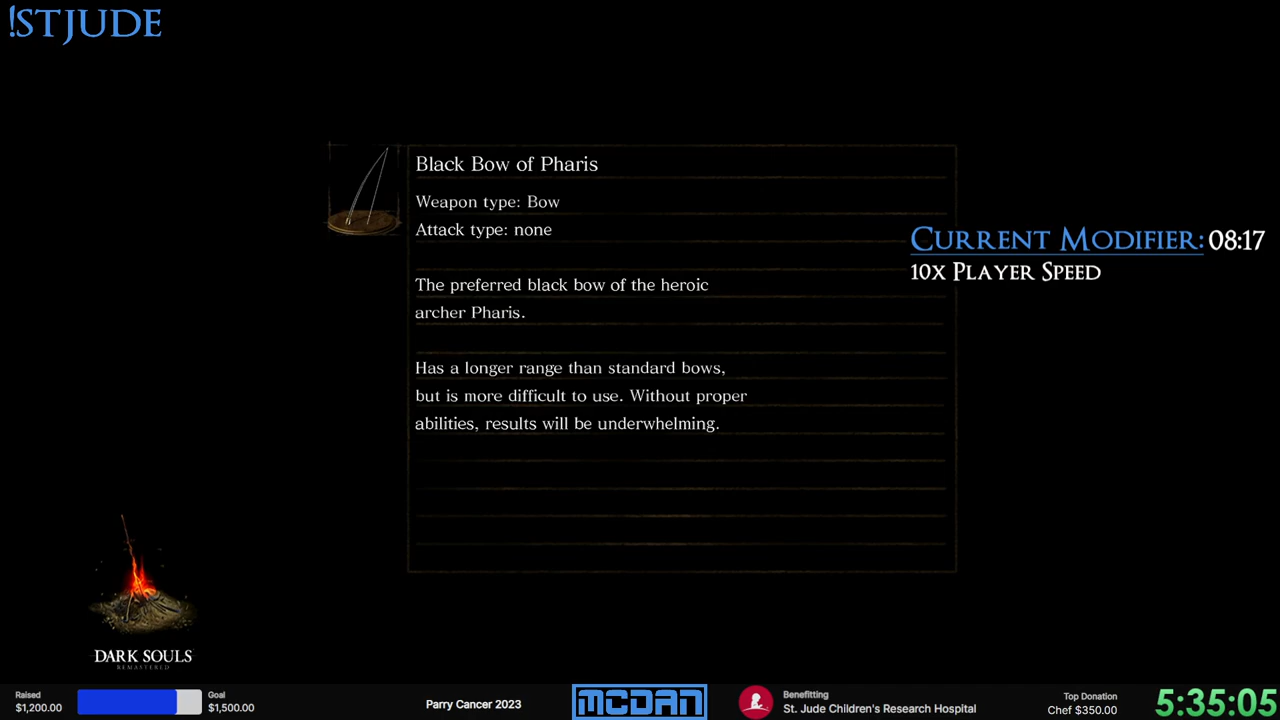 !STJUDE
Black Bow of Pharis
Weapon type: Bow
Attack type: none
The preferred black bow of the heroic
archer Pharis.
Has a longer range than standard bows,
but is more difficult to use. Without proper
abilities, results will be underwhelming.
CURRENT MODIFIER: 08:17
10X PLAYER SPEED
DARK SOULS
REMASTERED
Raised
$1,200.00
Goal
$1,500.00
Parry Cancer 2023
MCDAN
Benefitting
St. Jude Children's Research Hospital
Top Donation
Chef $350.00
5:35:05